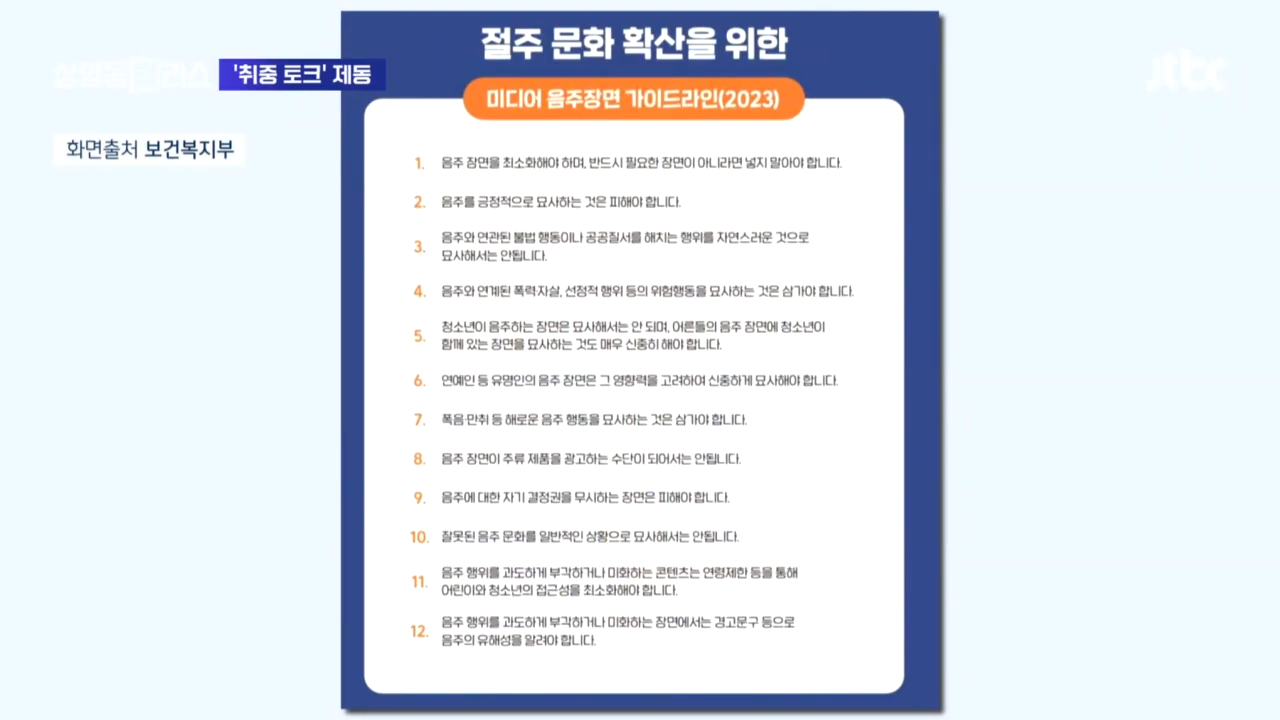 절주 문화 확산을 위한
상암동 클라스
'취중 토크' 제동
jtbc
미디어 음주장면 가이드라인(2023)
화면출처 보건복지부
1. 음주 장면을 최소화해야 하며, 반드시 필요한 장면이 아니라면 넣지 말아야 합니다.
2. 음주를 긍정적으로 묘사하는 것은 피해야 합니다.
3. 음주와 연관된 불법 행동이나 공공질서를 해치는 행위를 자연스러운 것으로
묘사해서는 안됩니다.
4. 음주와 연계된 폭력·자살, 선정적 행위 등의 위험행동을 묘사하는 것은 삼가야 합니다.
5. 청소년이 음주하는 장면은 묘사해서는 안 되며, 어른들의 음주 장면에 청소년이
함께 있는 장면을 묘사하는 것도 매우 신중히 해야 합니다.
6. 연예인 등 유명인의 음주 장면은 그 영향력을 고려하여 신중하게 묘사해야 합니다.
7. 폭음·만취 등 해로운 음주 행동을 묘사하는 것은 삼가야 합니다.
8. 음주 장면이 주류 제품을 광고하는 수단이 되어서는 안됩니다.
9. 음주에 대한 자기 결정권을 무시하는 장면은 피해야 합니다.
10. 잘못된 음주 문화를 일반적인 상황으로 묘사해서는 안됩니다.
11. 음주 행위를 과도하게 부각하거나 미화하는 콘텐츠는 연령제한 등을 통해
어린이와 청소년의 접근성을 최소화해야 합니다.
12. 음주 행위를 과도하게 부각하거나 미화하는 장면에서는 경고문구 등으로
음주의 유해성을 알려야 합니다.